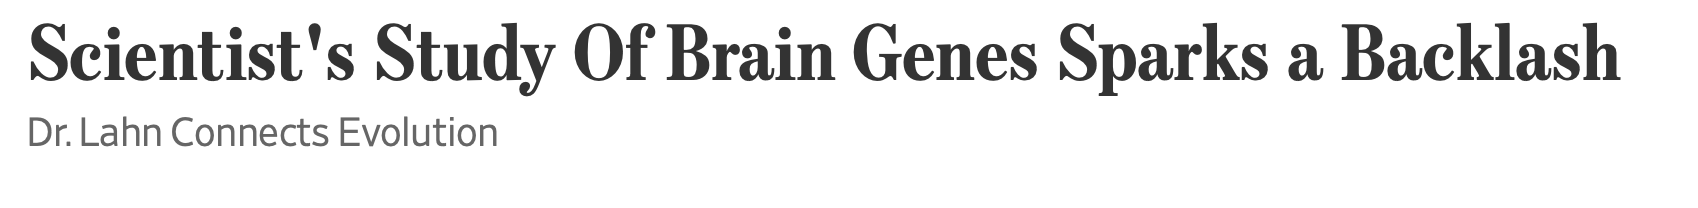 Scientist's Study Of Brain Genes Sparks a Backlash
Dr. Lahn Connects Evolution